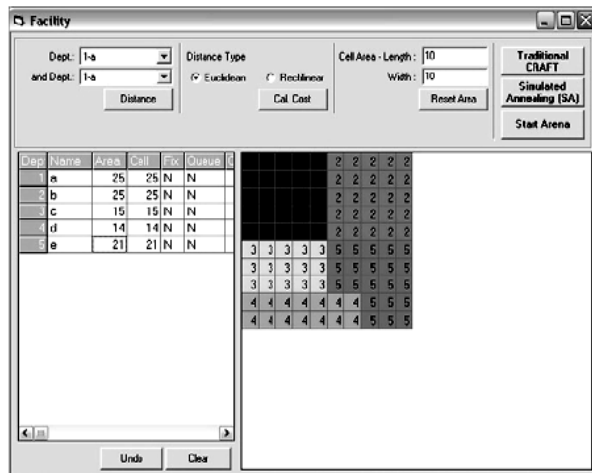 Facility
Dept.: 1-a
and Dept.: 1-a
Distance
Distance Type
Euclidean Rectilinear
Cal. Cost
Cell Area - Length : 10
Width : 10
Reset Area
Traditional CRAFT
Simulated Annealing (SA)
Start Arena
Dep Name Area Cell Fix Queue C
1 a 25 25 N N
2 b 25 25 N N
3 c 15 15 N N
4 d 14 14 N N
5 e 21 21 N N
2 2 2 2 2
2 2 2 2 2
2 2 2 2 2
2 2 2 2 2
2 2 2 2 2
3 3 3 3 3 5 5 5 5 5
3 3 3 3 3 5 5 5 5 5
3 3 3 3 3 5 5 5 5 5
4 4 4 4 4 4 4 5 5 5
4 4 4 4 4 4 4 5 5 5
Undo Clear